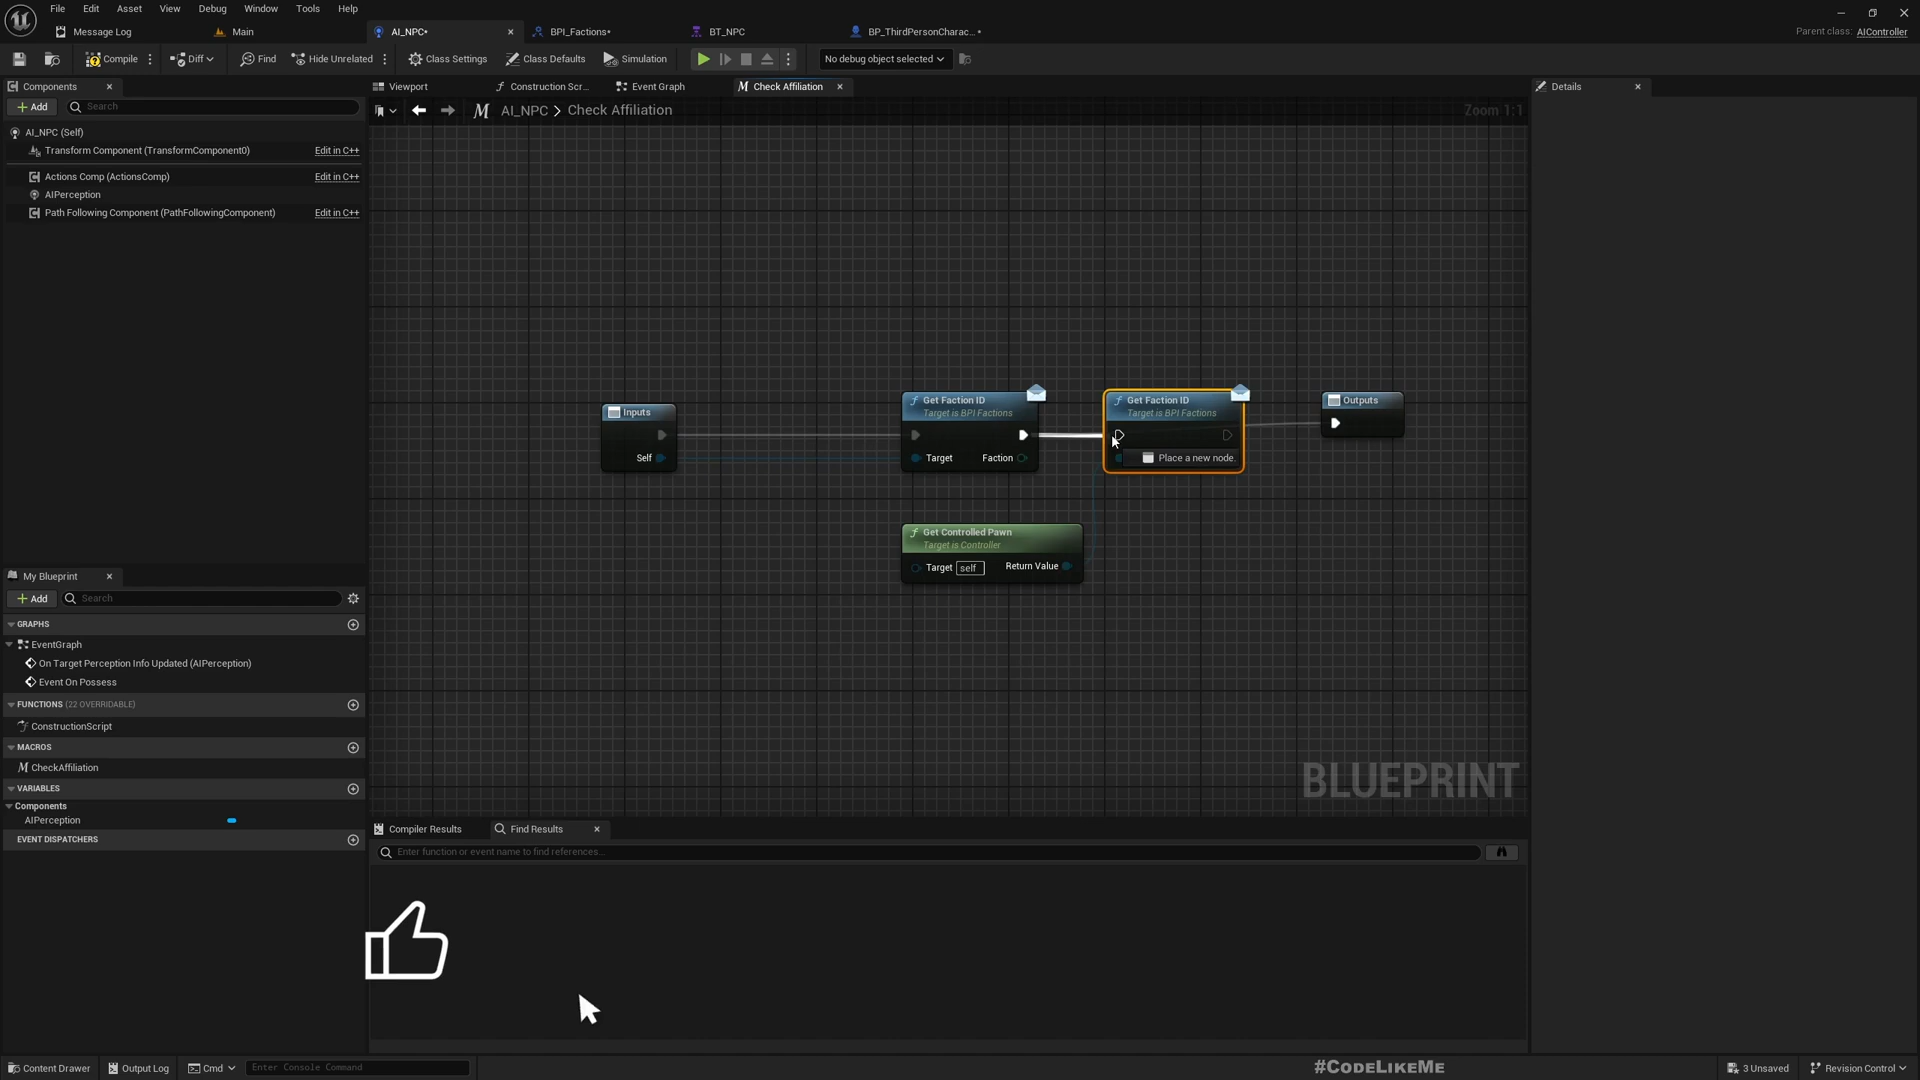 File Edit Asset View Debug Window Tools Help
Message Log Main AI_NPC• BPI_Factions• BT_NPC BP_ThirdPersonCharac... •
Parent class: AIController
Compile Diff Find Hide Unrelated Class Settings Class Defaults Simulation No debug object selected
Components
Viewport Construction Scr... Event Graph Check Affiliation
Details
Add Search
AI_NPC > Check Affiliation
Zoom 1:1
AI_NPC (Self)
Transform Component (TransformComponent0) Edit in C++
Actions Comp (ActionsComp) Edit in C++
AIPerception
Path Following Component (PathFollowingComponent) Edit in C++
Inputs
Self
Get Faction ID
Target is BPI Factions
Target Faction
Get Faction ID
Target is BPI Factions
Place a new node.
Outputs
Get Controlled Pawn
Target is Controller
Target self Return Value
BLUEPRINT
My Blueprint
Add Search
GRAPHS
EventGraph
On Target Perception Info Updated (AIPerception)
Event On Possess
FUNCTIONS (22 OVERRIDABLE)
ConstructionScript
MACROS
CheckAffiliation
VARIABLES
Components
AIPerception
EVENT DISPATCHERS
Compiler Results Find Results
Enter function or event name to find references...
Content Drawer Output Log Cmd Enter Console Command
#CodeLikeMe
3 Unsaved Revision Control